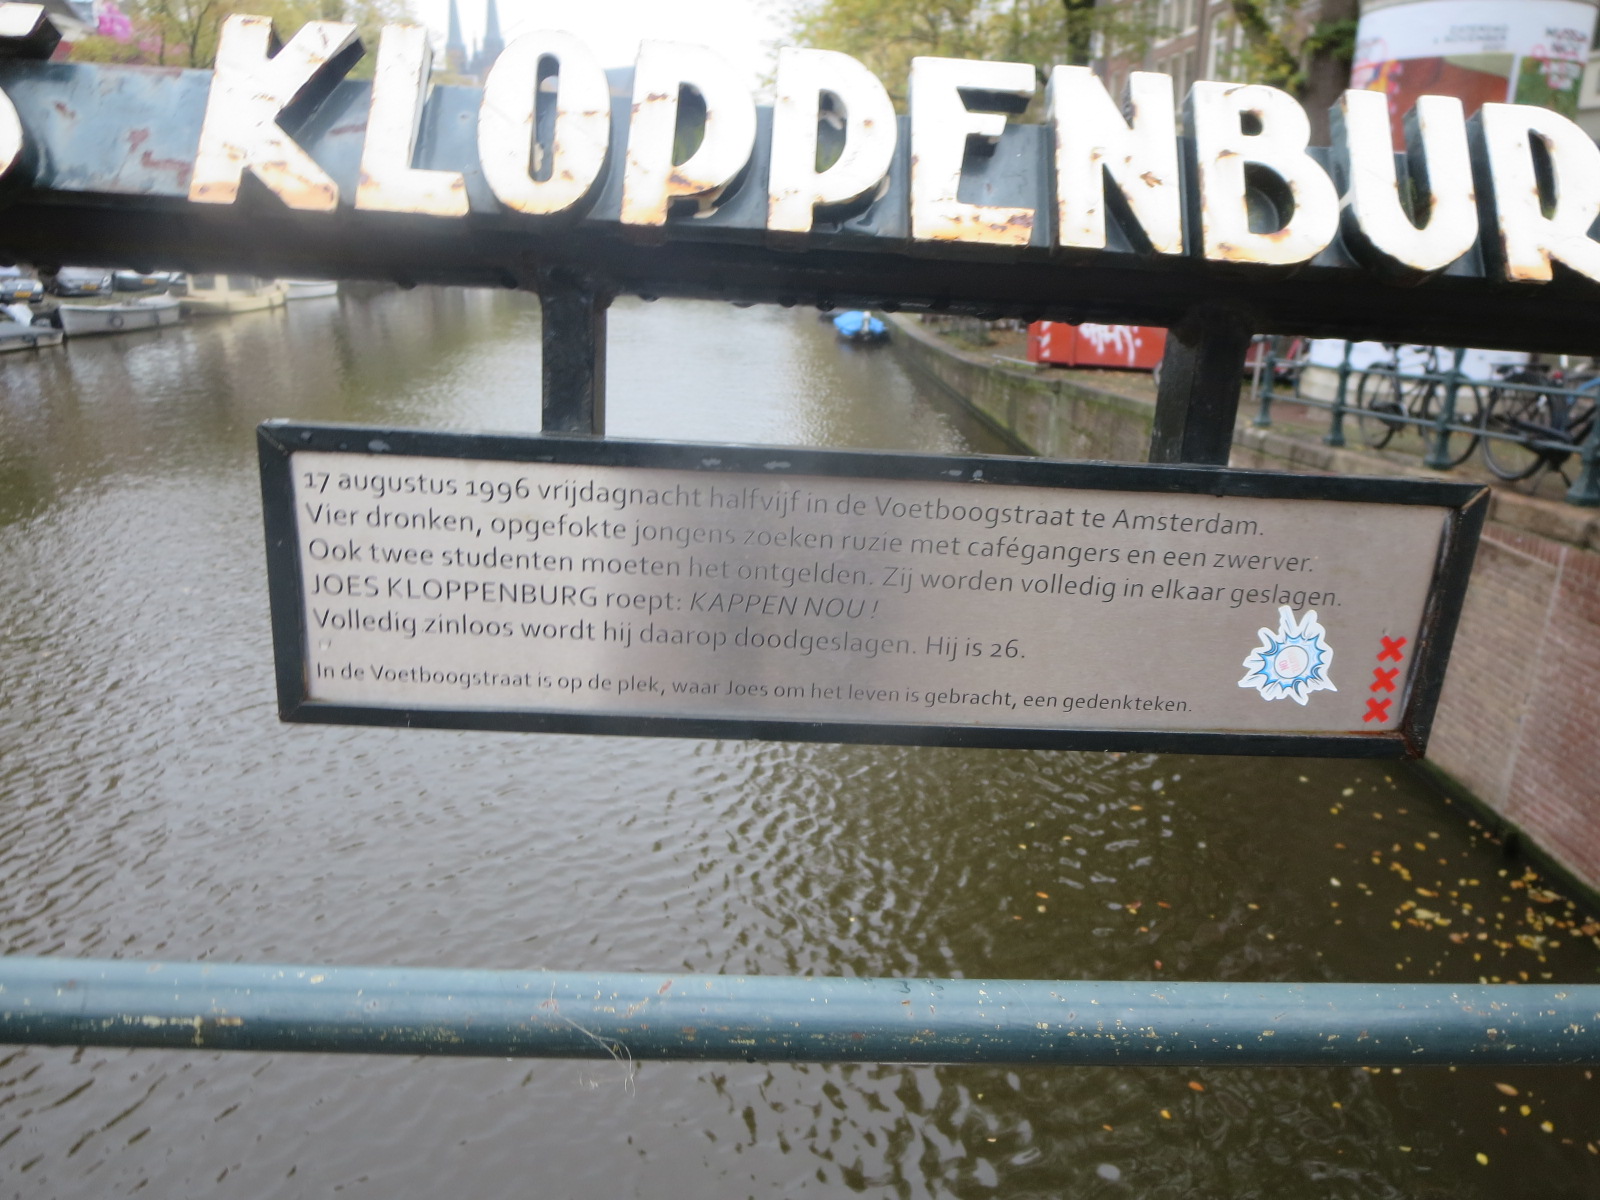 S KLOPPENBUR
17 augustus 1996 vrijdagnacht halfvijf in de Voetboogstraat te Amsterdam.
Vier dronken, opgefokte jongens zoeken ruzie met cafégangers en een zwerver.
Ook twee studenten moeten het ontgelden. Zij worden volledig in elkaar geslagen.
JOES KLOPPENBURG roept: KAPPEN NOU !
Volledig zinloos wordt hij daarop doodgeslagen. Hij is 26.
In de Voetboogstraat is op de plek, waar Joes om het leven is gebracht, een gedenkteken.